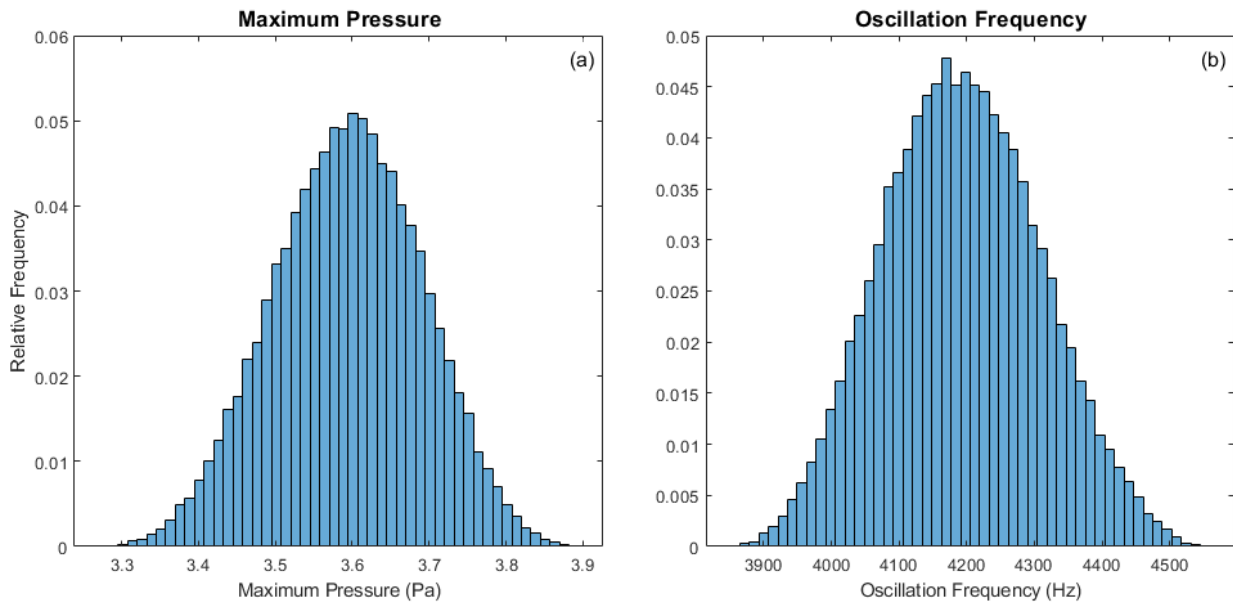 Maximum Pressure
(a)
Relative Frequency
0.06
0.05
0.04
0.03
0.02
0.01
0
3.3 3.4 3.5 3.6 3.7 3.8 3.9
Maximum Pressure (Pa)
Oscillation Frequency
(b)
0.05
0.045
0.04
0.035
0.03
0.025
0.02
0.015
0.01
0.005
0
3900 4000 4100 4200 4300 4400 4500
Oscillation Frequency (Hz)